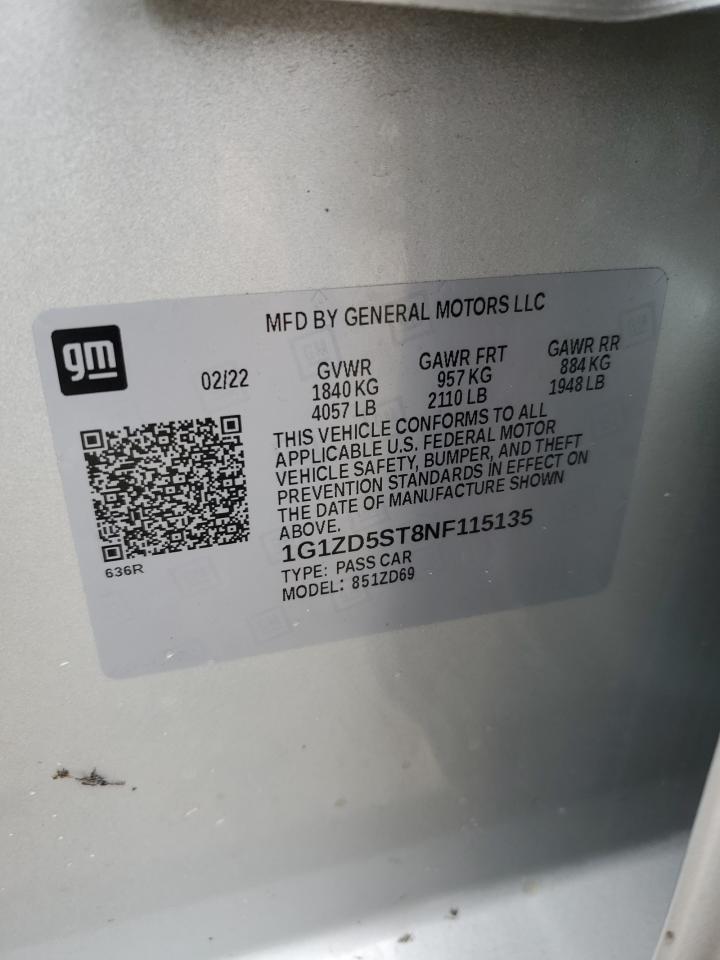 MFD BY GENERAL MOTORS LLC
gm
02/22
GVWR GAWR FRT GAWR RR
1840 KG 957 KG 884 KG
4057 LB 2110 LB 1948 LB
THIS VEHICLE CONFORMS TO ALL
APPLICABLE U.S. FEDERAL MOTOR
VEHICLE SAFETY, BUMPER, AND THEFT
PREVENTION STANDARDS IN EFFECT ON
THE DATE OF MANUFACTURE SHOWN
ABOVE.
1G1ZD5ST8NF115135
TYPE: PASS CAR
MODEL: 851ZD69
636R